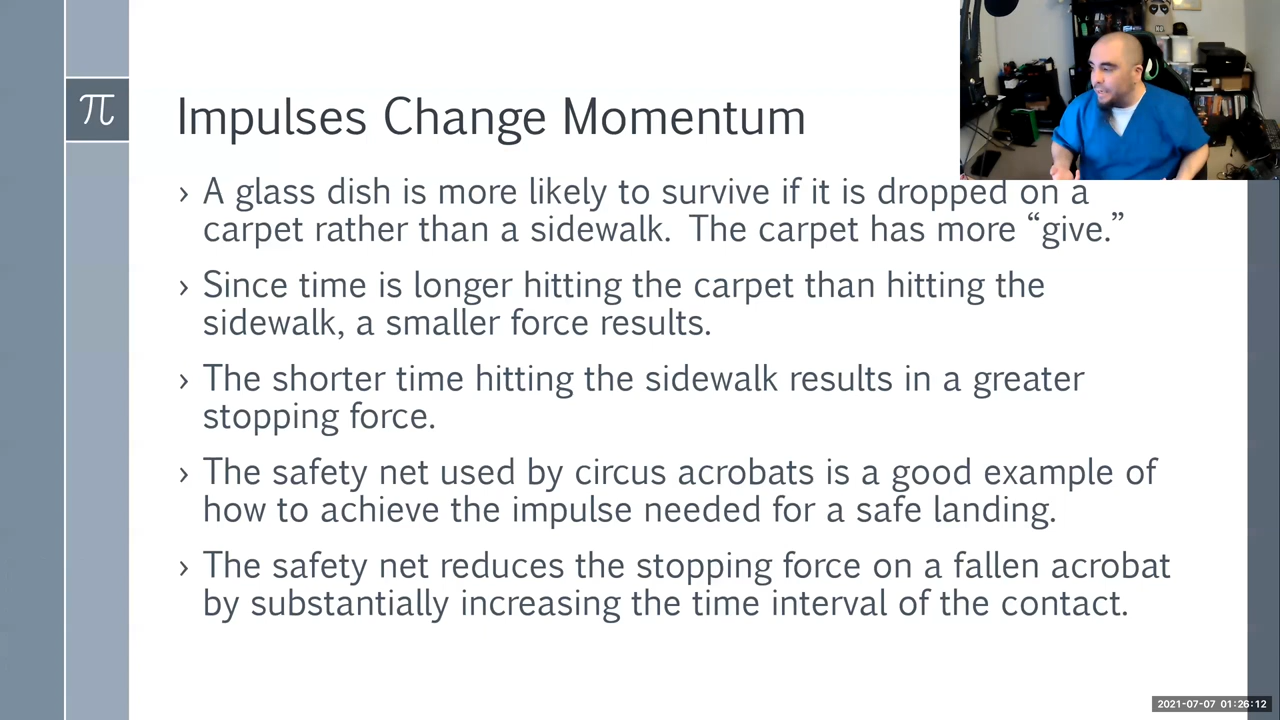 π
Impulses Change Momentum
› A glass dish is more likely to survive if it is dropped on a
carpet rather than a sidewalk. The carpet has more “give.”
› Since time is longer hitting the carpet than hitting the
sidewalk, a smaller force results.
› The shorter time hitting the sidewalk results in a greater
stopping force.
› The safety net used by circus acrobats is a good example of
how to achieve the impulse needed for a safe landing.
› The safety net reduces the stopping force on a fallen acrobat
by substantially increasing the time interval of the contact.
2021-07-07 01:26:12